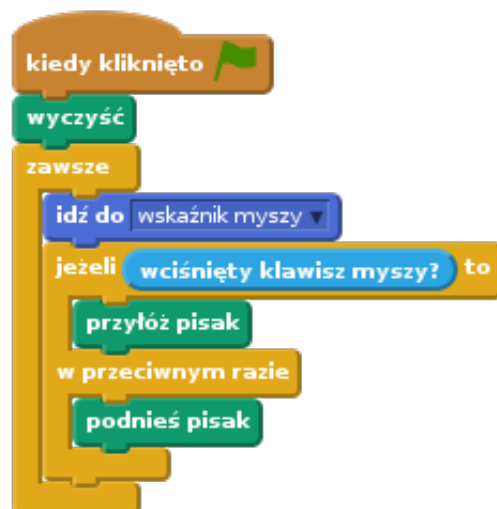 kiedy kliknięto
wyczyść
zawsze
idź do wskaźnik myszy
jeżeli wciśnięty klawisz myszy? to
przyłóż pisak
w przeciwnym razie
podnieś pisak